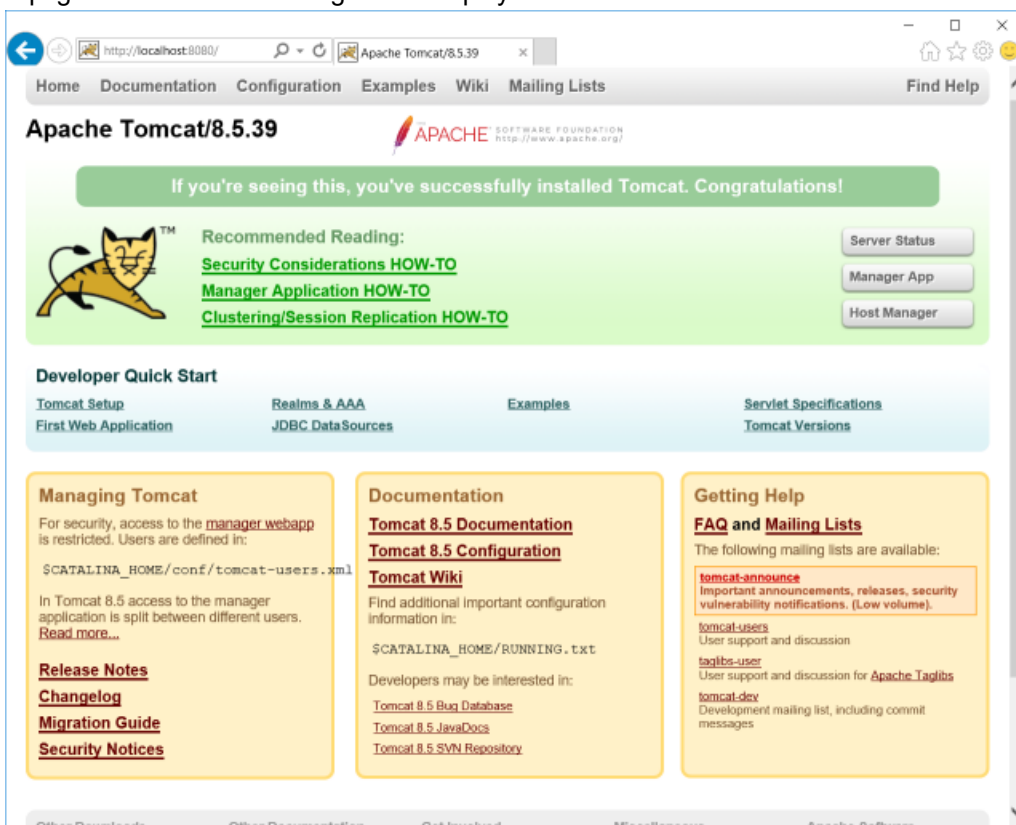 http://localhost:8080/
Apache Tomcat/8.5.39
Home Documentation Configuration Examples Wiki Mailing Lists Find Help
Apache Tomcat/8.5.39
THE APACHE® SOFTWARE FOUNDATION
http://www.apache.org/
If you're seeing this, you've successfully installed Tomcat. Congratulations!
TM
Recommended Reading:
Security Considerations HOW-TO
Manager Application HOW-TO
Clustering/Session Replication HOW-TO
Server Status
Manager App
Host Manager
Developer Quick Start
Tomcat Setup
First Web Application
Realms & AAA
JDBC DataSources
Examples
Servlet Specifications
Tomcat Versions
Managing Tomcat
For security, access to the manager webapp
is restricted. Users are defined in:
$CATALINA_HOME/conf/tomcat-users.xml
In Tomcat 8.5 access to the manager
application is split between different users.
Read more...
Release Notes
Changelog
Migration Guide
Security Notices
Documentation
Tomcat 8.5 Documentation
Tomcat 8.5 Configuration
Tomcat Wiki
Find additional important configuration
information in:
$CATALINA_HOME/RUNNING.txt
Developers may be interested in:
Tomcat 8.5 Bug Database
Tomcat 8.5 JavaDocs
Tomcat 8.5 SVN Repository
Getting Help
FAQ and Mailing Lists
The following mailing lists are available:
tomcat-announce
Important announcements, releases, security
vulnerability notifications. (Low volume).
tomcat-users
User support and discussion
taglibs-user
User support and discussion for Apache Taglibs
tomcat-dev
Development mailing list, including commit
messages